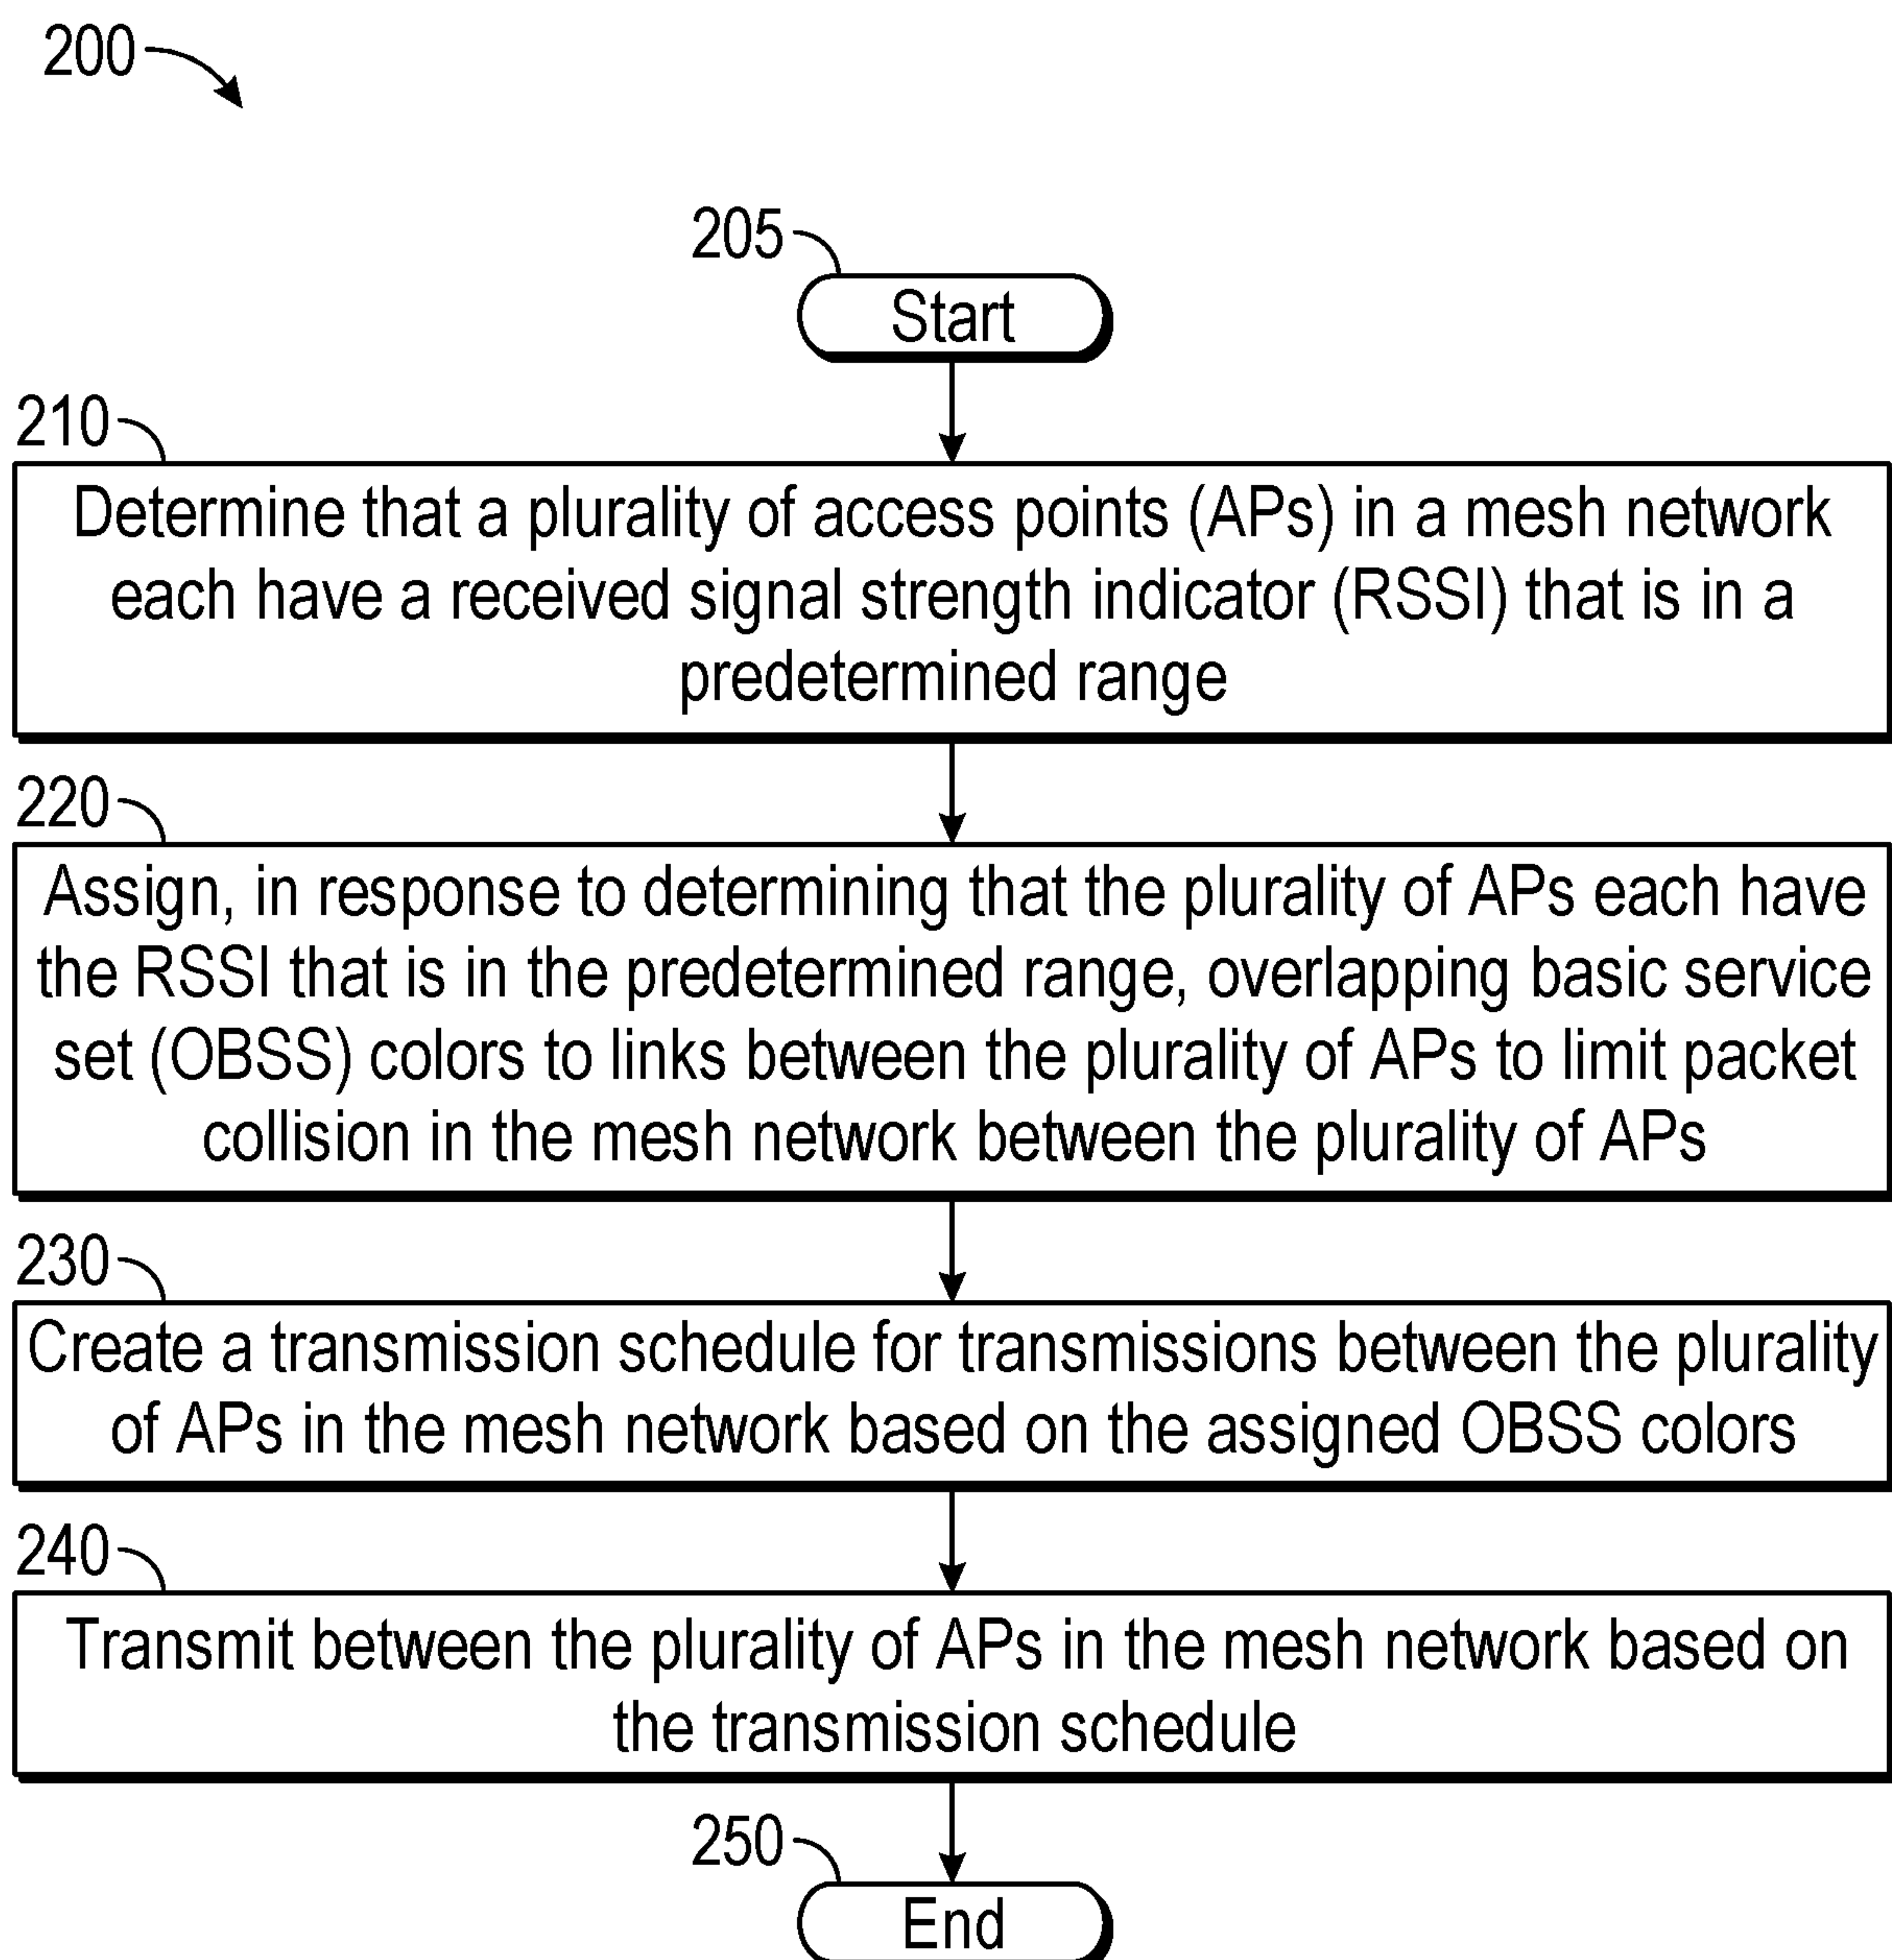 200
205
Start
210
Determine that a plurality of access points (APs) in a mesh network
each have a received signal strength indicator (RSSI) that is in a
predetermined range
220
Assign, in response to determining that the plurality of APs each have
the RSSI that is in the predetermined range, overlapping basic service
set (OBSS) colors to links between the plurality of APs to limit packet
collision in the mesh network between the plurality of APs
230
Create a transmission schedule for transmissions between the plurality
of APs in the mesh network based on the assigned OBSS colors
240
Transmit between the plurality of APs in the mesh network based on
the transmission schedule
250
End